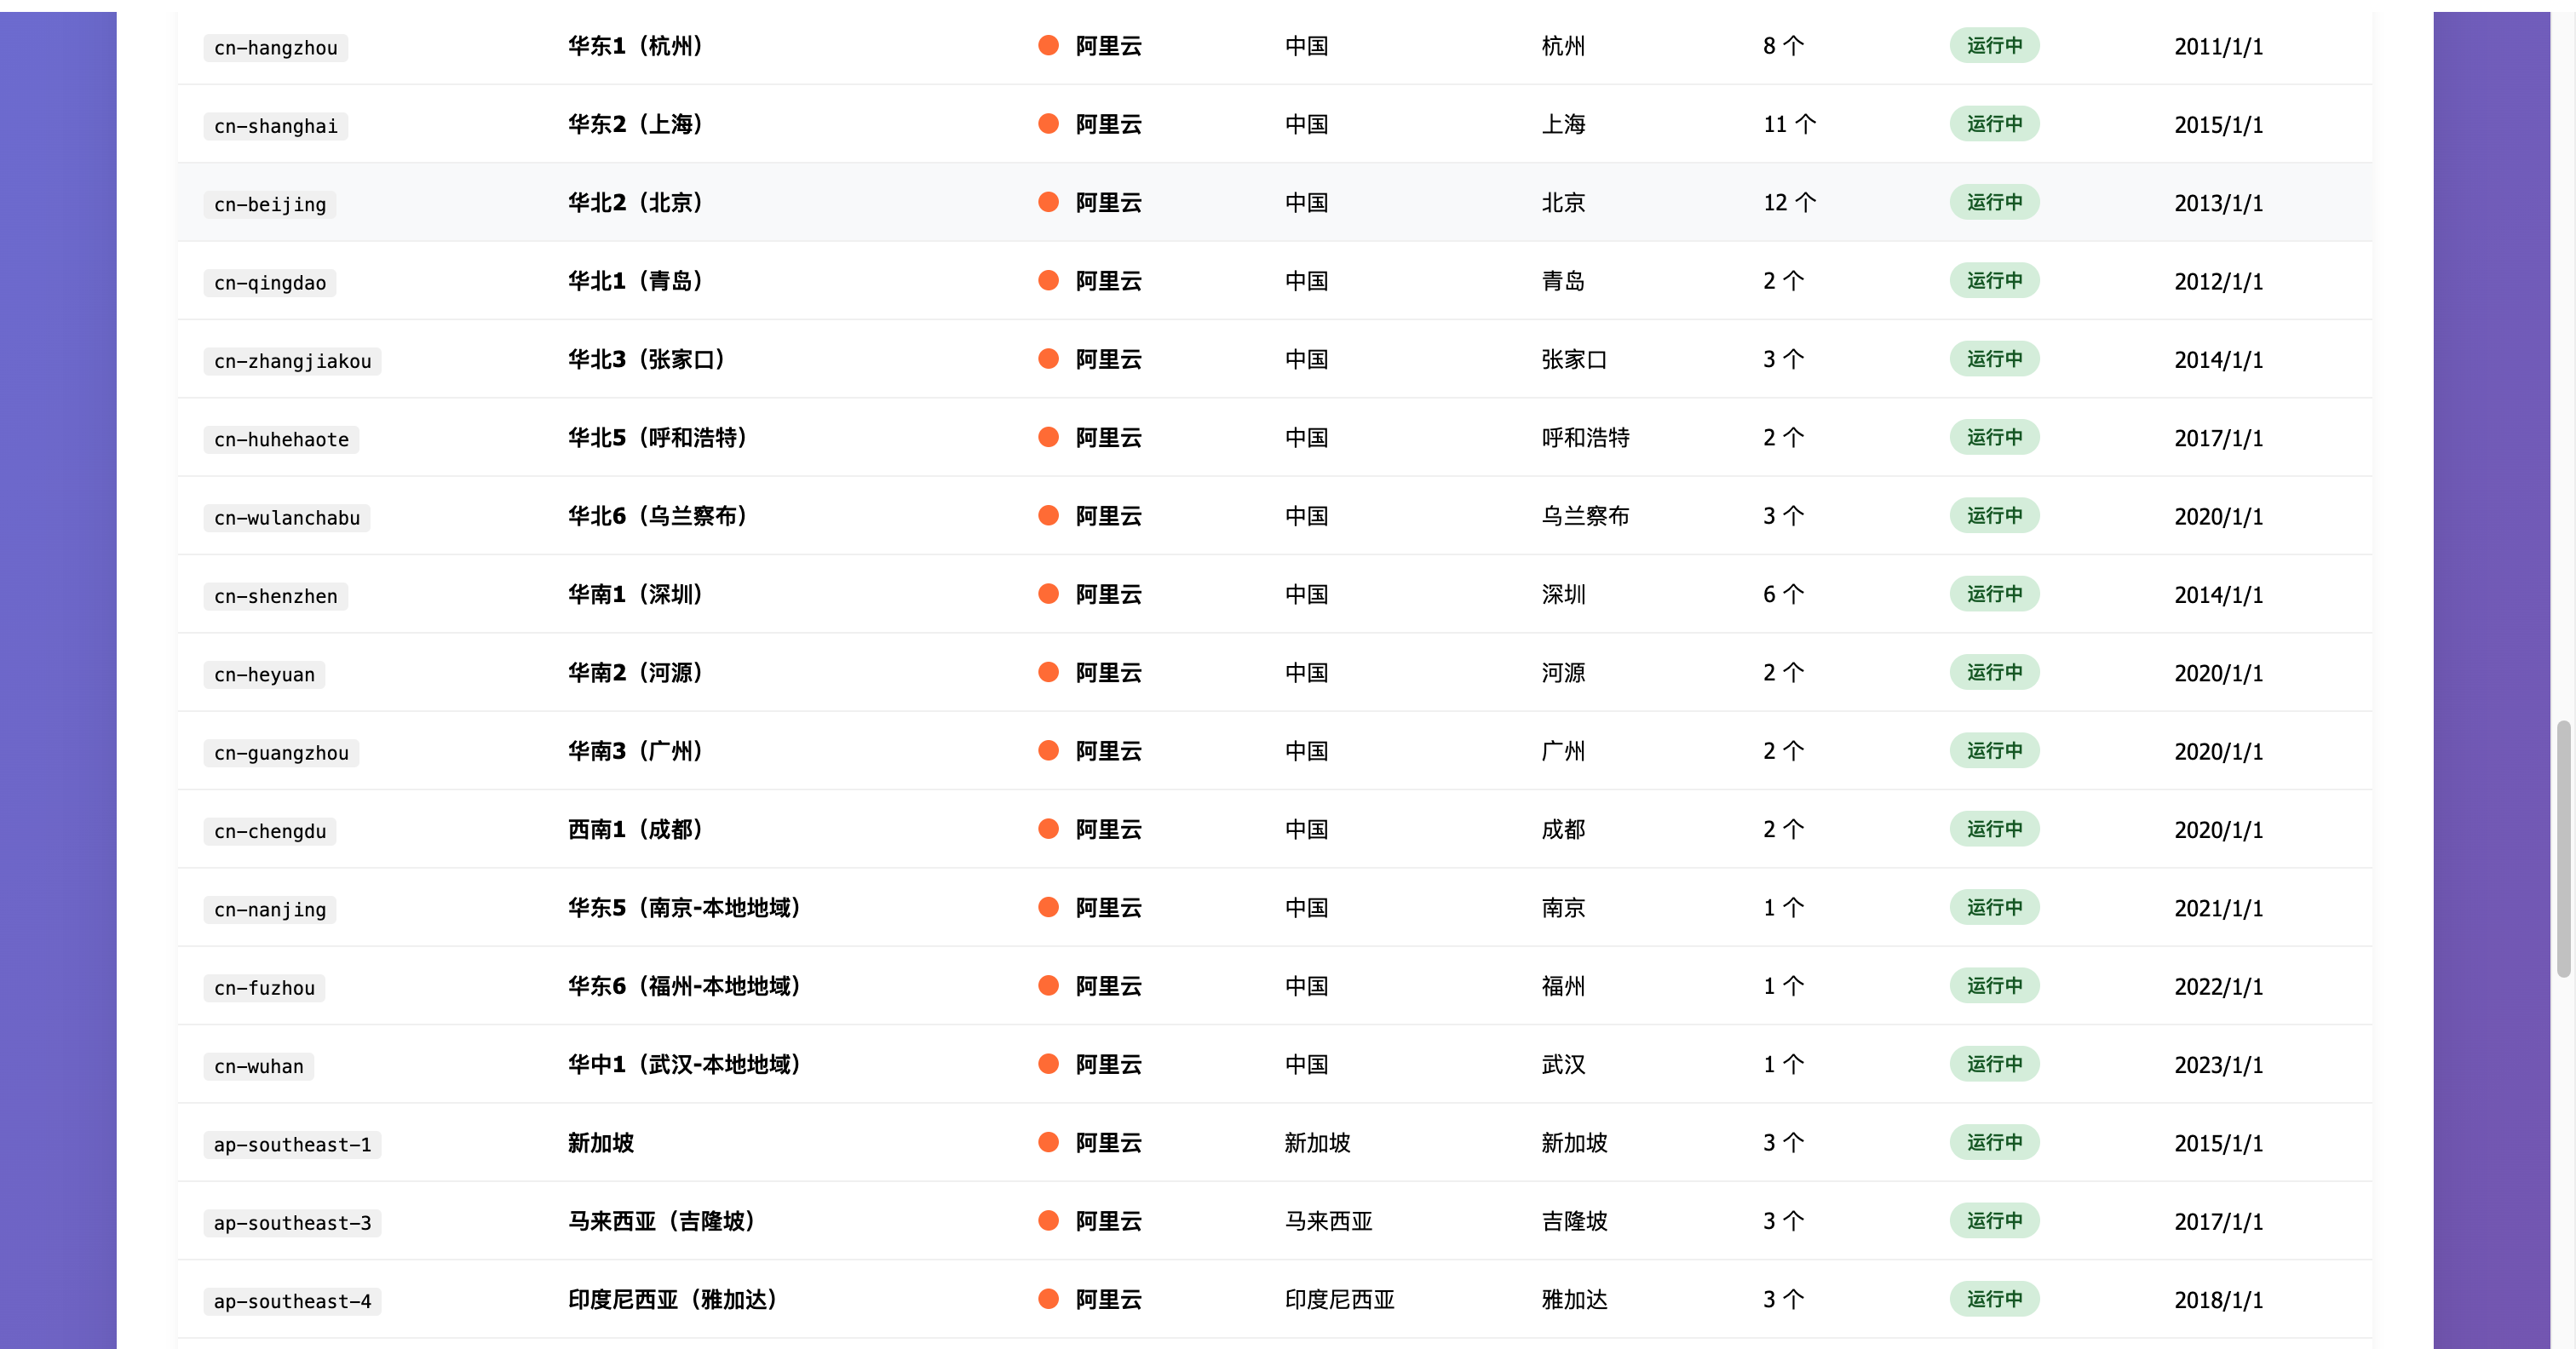 cn-hangzhou 华东1（杭州） 阿里云 中国 杭州 8 个 运行中 2011/1/1
cn-shanghai 华东2（上海） 阿里云 中国 上海 11 个 运行中 2015/1/1
cn-beijing 华北2（北京） 阿里云 中国 北京 12 个 运行中 2013/1/1
cn-qingdao 华北1（青岛） 阿里云 中国 青岛 2 个 运行中 2012/1/1
cn-zhangjiakou 华北3（张家口） 阿里云 中国 张家口 3 个 运行中 2014/1/1
cn-huhehaote 华北5（呼和浩特） 阿里云 中国 呼和浩特 2 个 运行中 2017/1/1
cn-wulanchabu 华北6（乌兰察布） 阿里云 中国 乌兰察布 3 个 运行中 2020/1/1
cn-shenzhen 华南1（深圳） 阿里云 中国 深圳 6 个 运行中 2014/1/1
cn-heyuan 华南2（河源） 阿里云 中国 河源 2 个 运行中 2020/1/1
cn-guangzhou 华南3（广州） 阿里云 中国 广州 2 个 运行中 2020/1/1
cn-chengdu 西南1（成都） 阿里云 中国 成都 2 个 运行中 2020/1/1
cn-nanjing 华东5（南京-本地地域） 阿里云 中国 南京 1 个 运行中 2021/1/1
cn-fuzhou 华东6（福州-本地地域） 阿里云 中国 福州 1 个 运行中 2022/1/1
cn-wuhan 华中1（武汉-本地地域） 阿里云 中国 武汉 1 个 运行中 2023/1/1
ap-southeast-1 新加坡 阿里云 新加坡 新加坡 3 个 运行中 2015/1/1
ap-southeast-3 马来西亚（吉隆坡） 阿里云 马来西亚 吉隆坡 3 个 运行中 2017/1/1
ap-southeast-4 印度尼西亚（雅加达） 阿里云 印度尼西亚 雅加达 3 个 运行中 2018/1/1